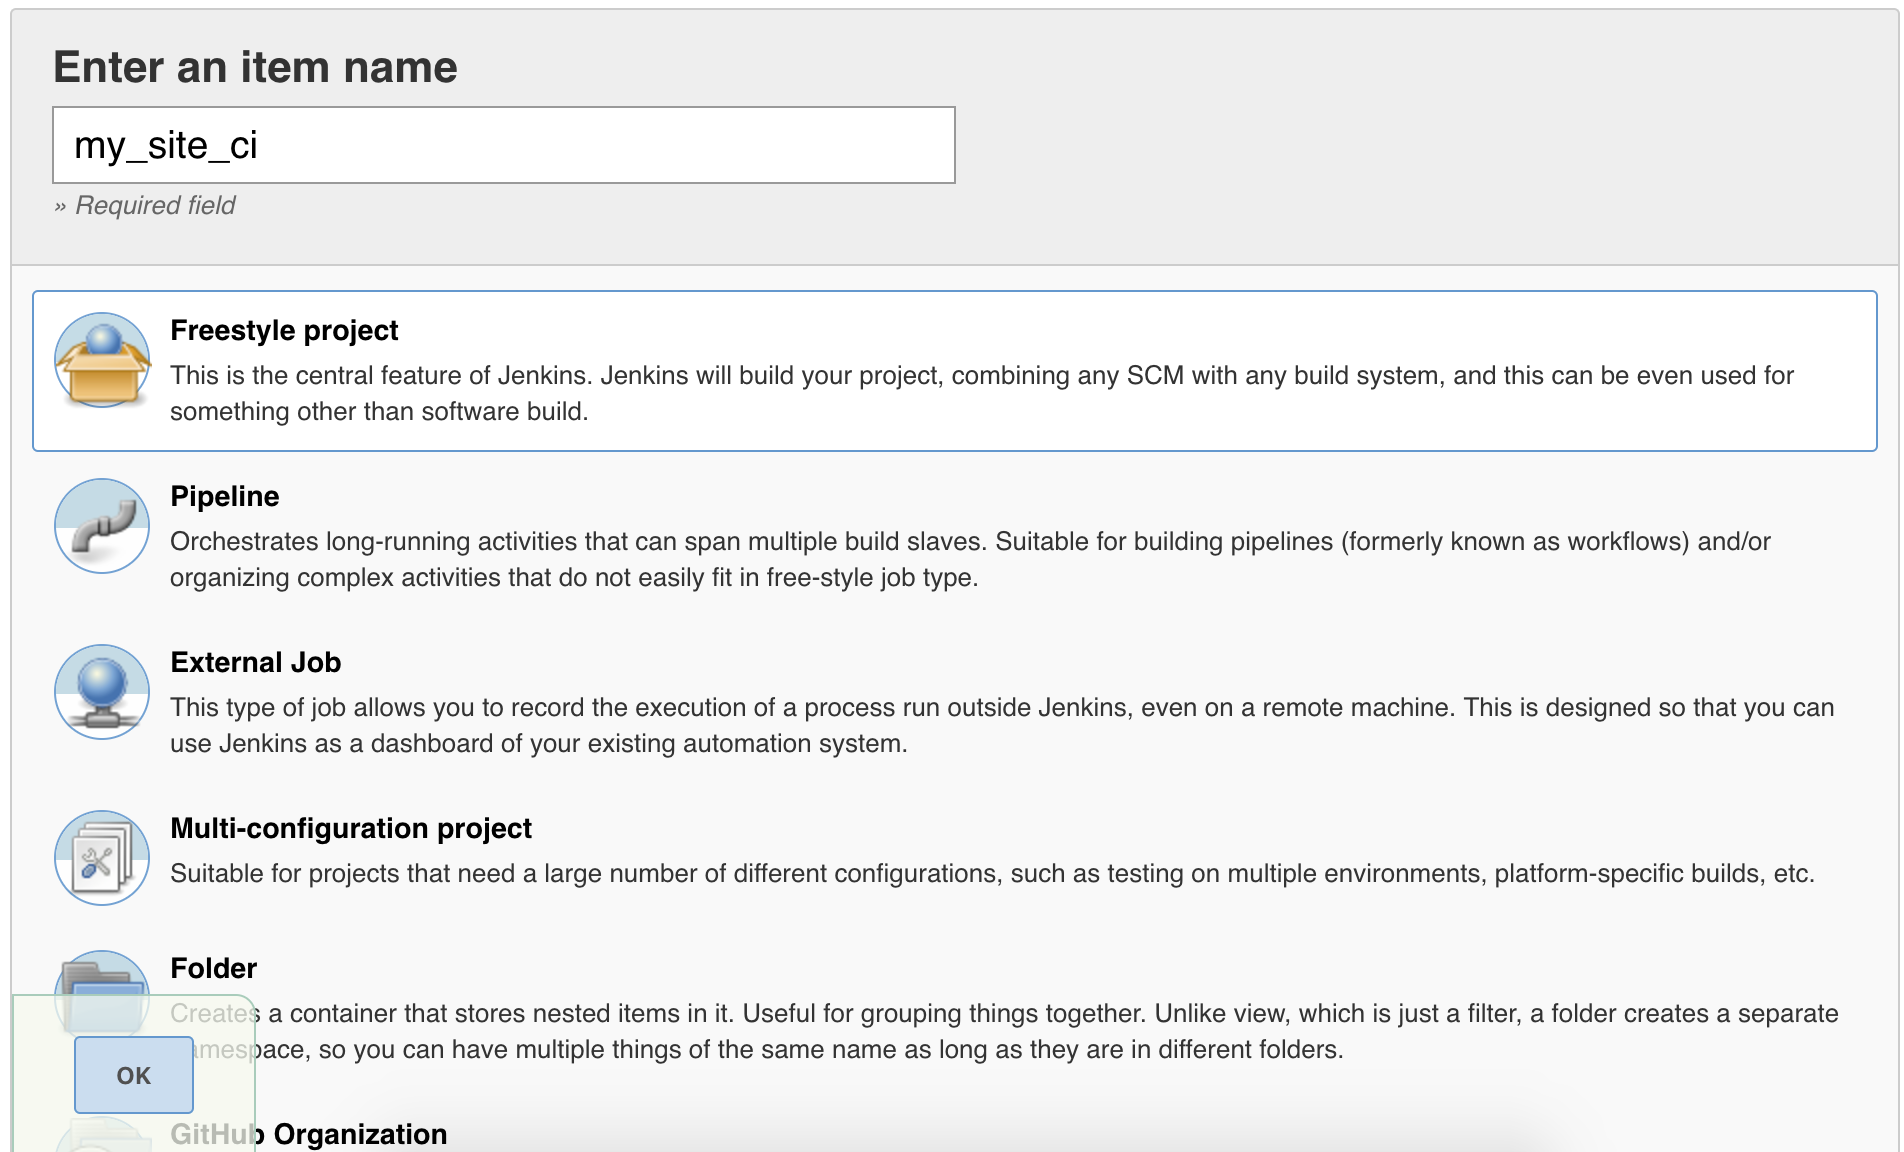 Enter an item name
my_site_ci
» Required field
Freestyle project
This is the central feature of Jenkins. Jenkins will build your project, combining any SCM with any build system, and this can be even used for
something other than software build.
Pipeline
Orchestrates long-running activities that can span multiple build slaves. Suitable for building pipelines (formerly known as workflows) and/or
organizing complex activities that do not easily fit in free-style job type.
External Job
This type of job allows you to record the execution of a process run outside Jenkins, even on a remote machine. This is designed so that you can
use Jenkins as a dashboard of your existing automation system.
Multi-configuration project
Suitable for projects that need a large number of different configurations, such as testing on multiple environments, platform-specific builds, etc.
Folder
Creates a container that stores nested items in it. Useful for grouping things together. Unlike view, which is just a filter, a folder creates a separate
namespace, so you can have multiple things of the same name as long as they are in different folders.
OK
GitHub Organization